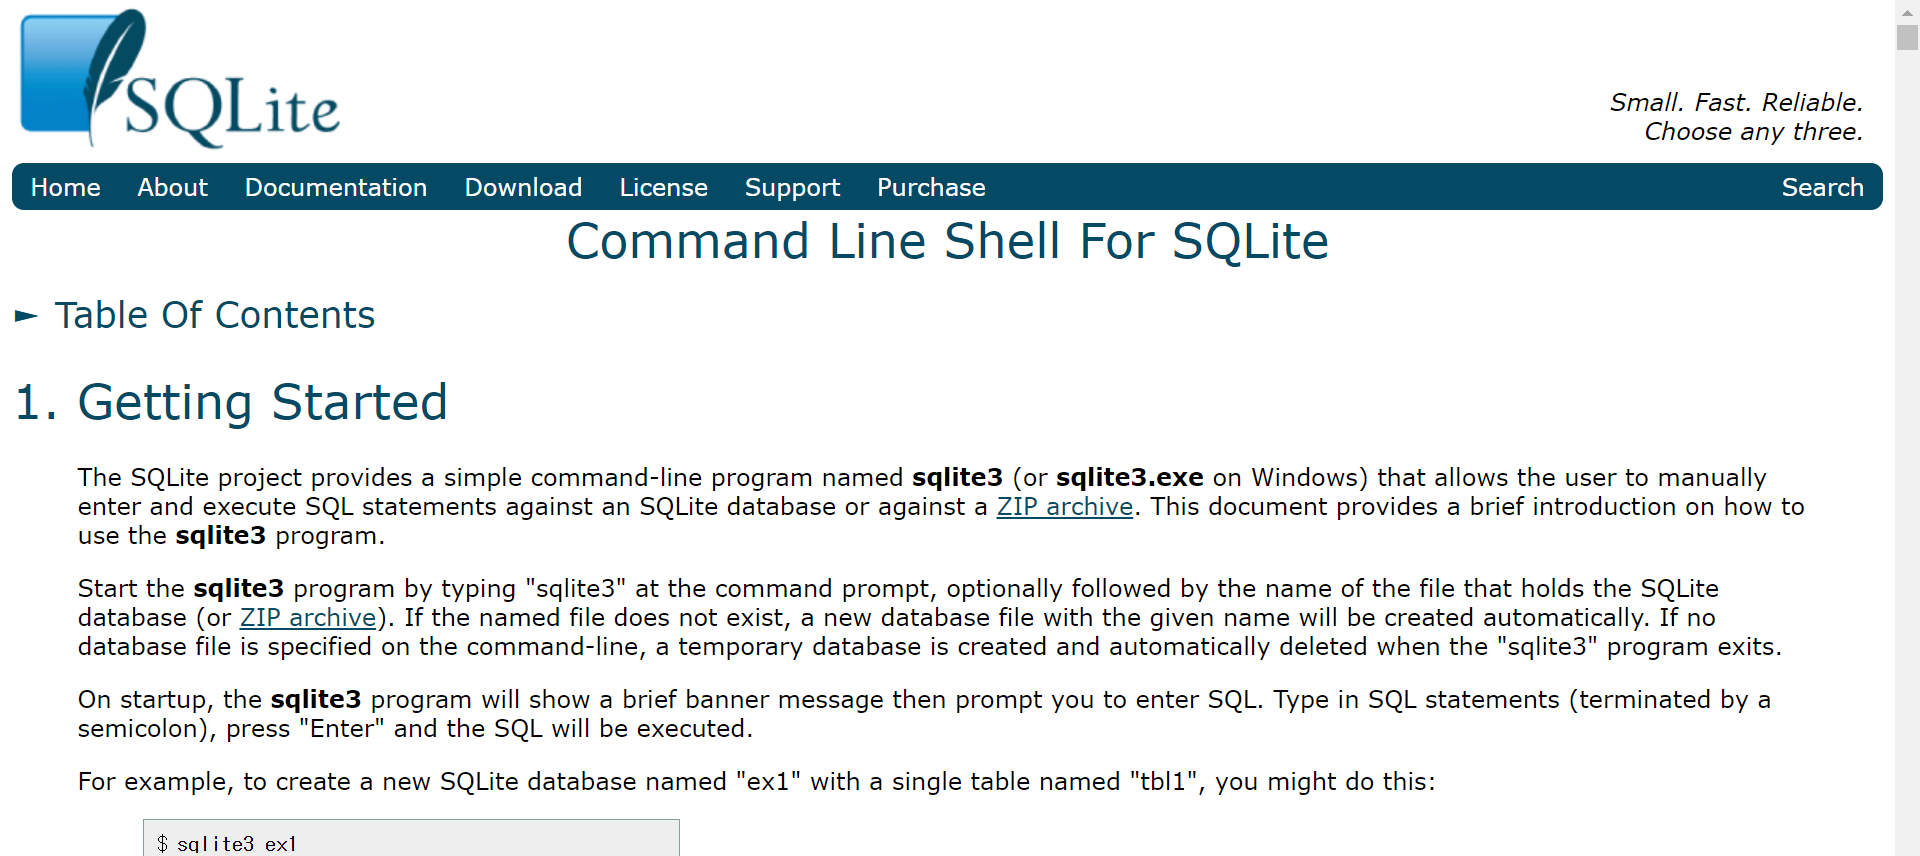 SQLite
Small. Fast. Reliable.
Choose any three.
Home About Documentation Download License Support Purchase Search
Command Line Shell For SQLite
► Table Of Contents
1. Getting Started
The SQLite project provides a simple command-line program named sqlite3 (or sqlite3.exe on Windows) that allows the user to manually
enter and execute SQL statements against an SQLite database or against a ZIP archive. This document provides a brief introduction on how to
use the sqlite3 program.
Start the sqlite3 program by typing "sqlite3" at the command prompt, optionally followed by the name of the file that holds the SQLite
database (or ZIP archive). If the named file does not exist, a new database file with the given name will be created automatically. If no
database file is specified on the command-line, a temporary database is created and automatically deleted when the "sqlite3" program exits.
On startup, the sqlite3 program will show a brief banner message then prompt you to enter SQL. Type in SQL statements (terminated by a
semicolon), press "Enter" and the SQL will be executed.
For example, to create a new SQLite database named "ex1" with a single table named "tbl1", you might do this:
$ sqlite3 ex1